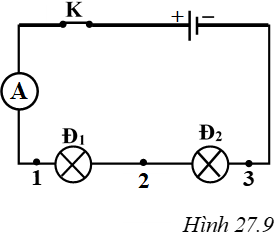 K
+ −
A
Đ₁ Đ₂
1 2 3
Hình 27.9